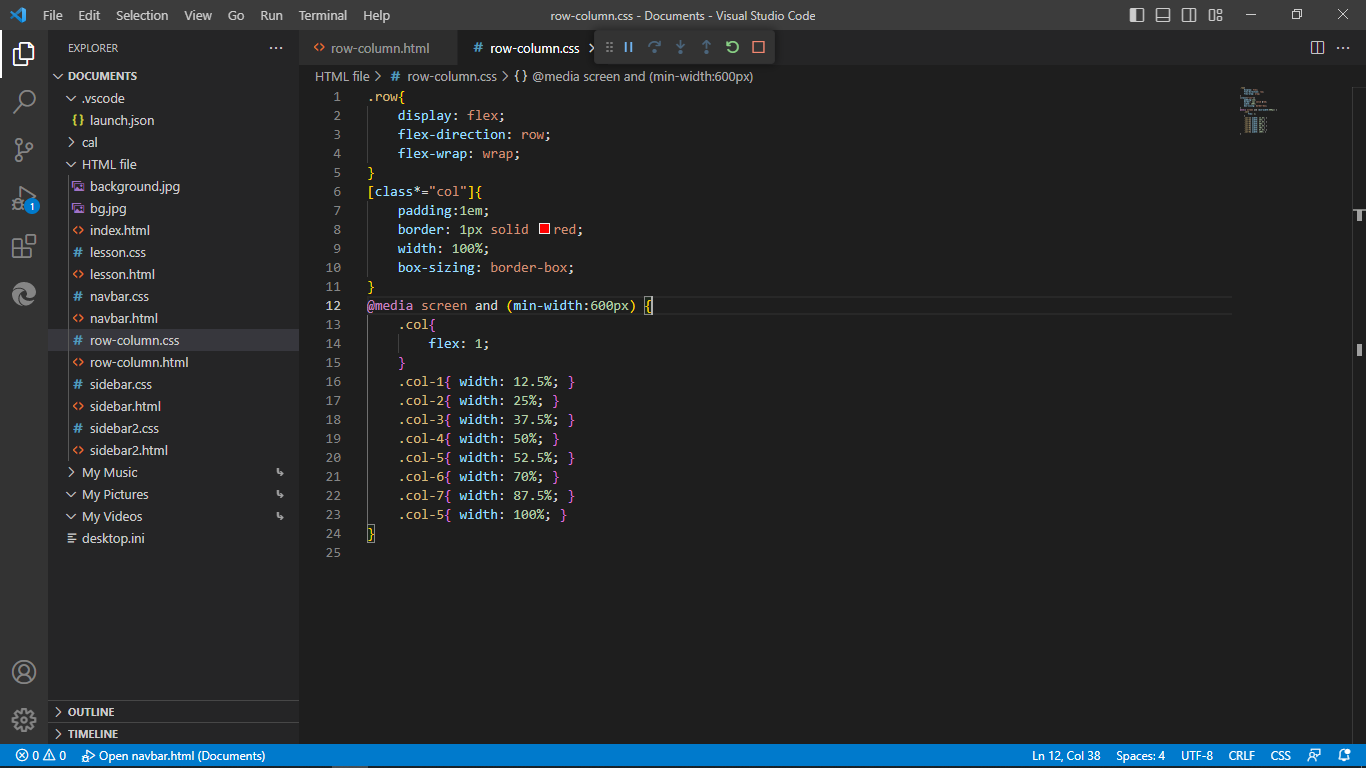 File Edit Selection View Go Run Terminal Help row-column.css - Documents - Visual Studio Code
EXPLORER
DOCUMENTS
.vscode
{} launch.json
cal
HTML file
background.jpg
bg.jpg
<> index.html
# lesson.css
<> lesson.html
# navbar.css
<> navbar.html
# row-column.css
<> row-column.html
# sidebar.css
<> sidebar.html
# sidebar2.css
<> sidebar2.html
My Music
My Pictures
My Videos
desktop.ini
OUTLINE
TIMELINE
1
<> row-column.html # row-column.css
HTML file > # row-column.css > {} @media screen and (min-width:600px)
1 .row{
2 display: flex;
3 flex-direction: row;
4 flex-wrap: wrap;
5 }
6 [class*="col"]{
7 padding:1em;
8 border: 1px solid red;
9 width: 100%;
10 box-sizing: border-box;
11 }
12 @media screen and (min-width:600px) {
13 .col{
14 flex: 1;
15 }
16 .col-1{ width: 12.5%; }
17 .col-2{ width: 25%; }
18 .col-3{ width: 37.5%; }
19 .col-4{ width: 50%; }
20 .col-5{ width: 52.5%; }
21 .col-6{ width: 70%; }
22 .col-7{ width: 87.5%; }
23 .col-5{ width: 100%; }
24 }
25
0 0 Open navbar.html (Documents) Ln 12, Col 38 Spaces: 4 UTF-8 CRLF CSS